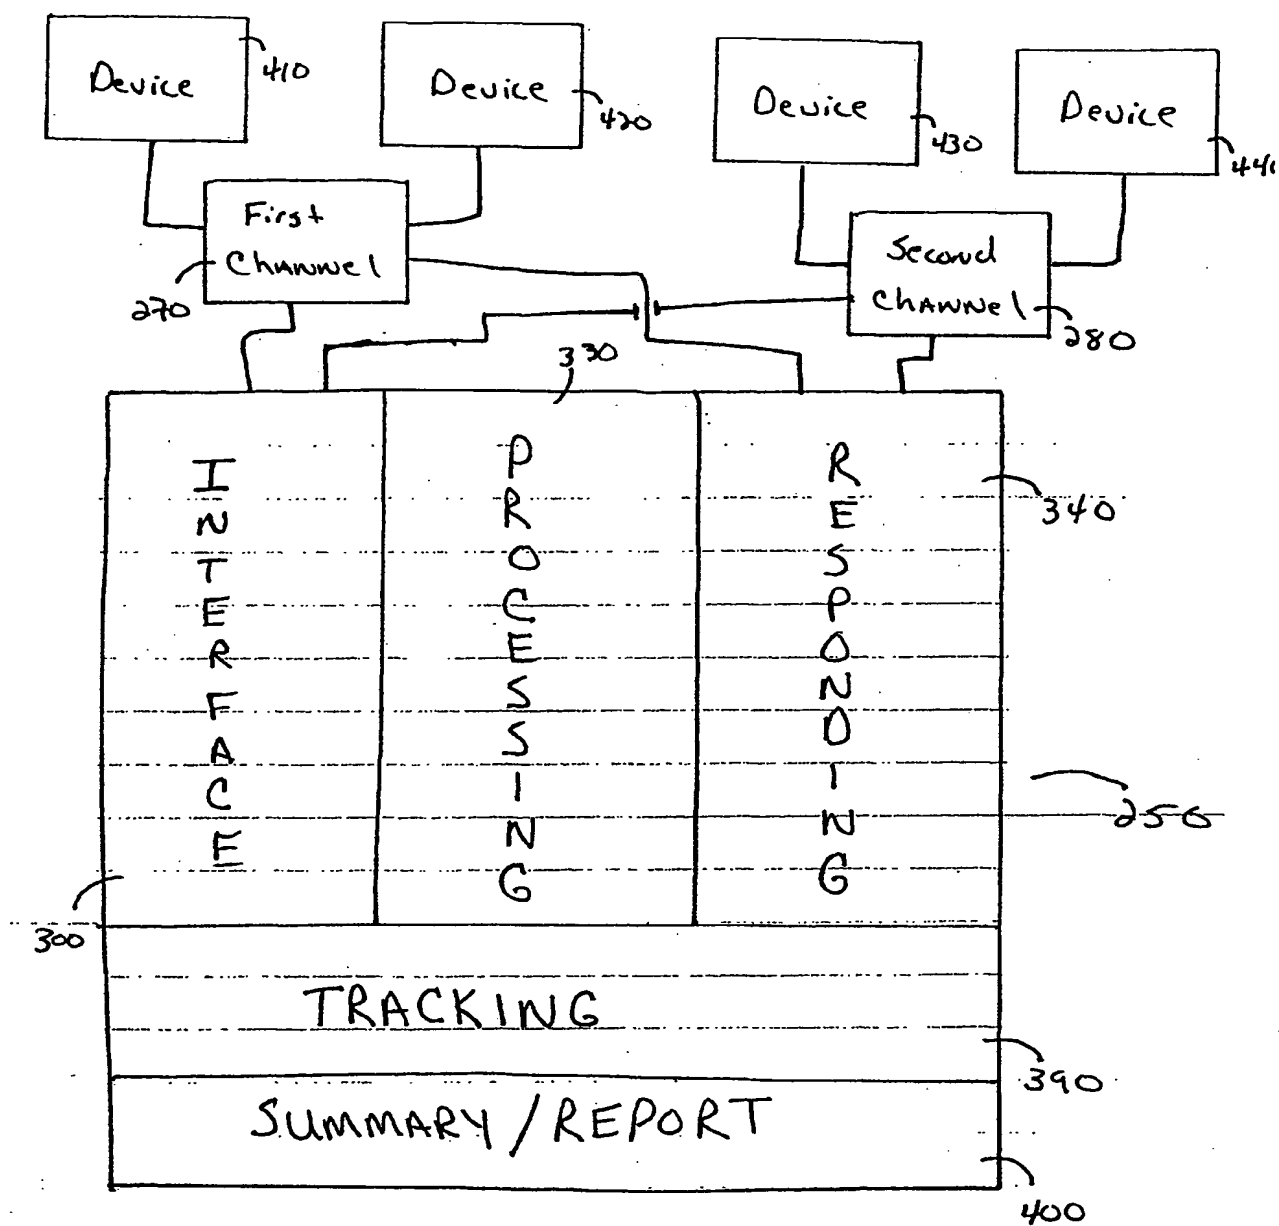 Device
410
Device
420
Device
430
Device
First
Channel
270
Second
Channel
280
330
INTERFACE
PROCESSING
RESPONDING
340
250
300
TRACKING
390
SUMMARY/REPORT
400